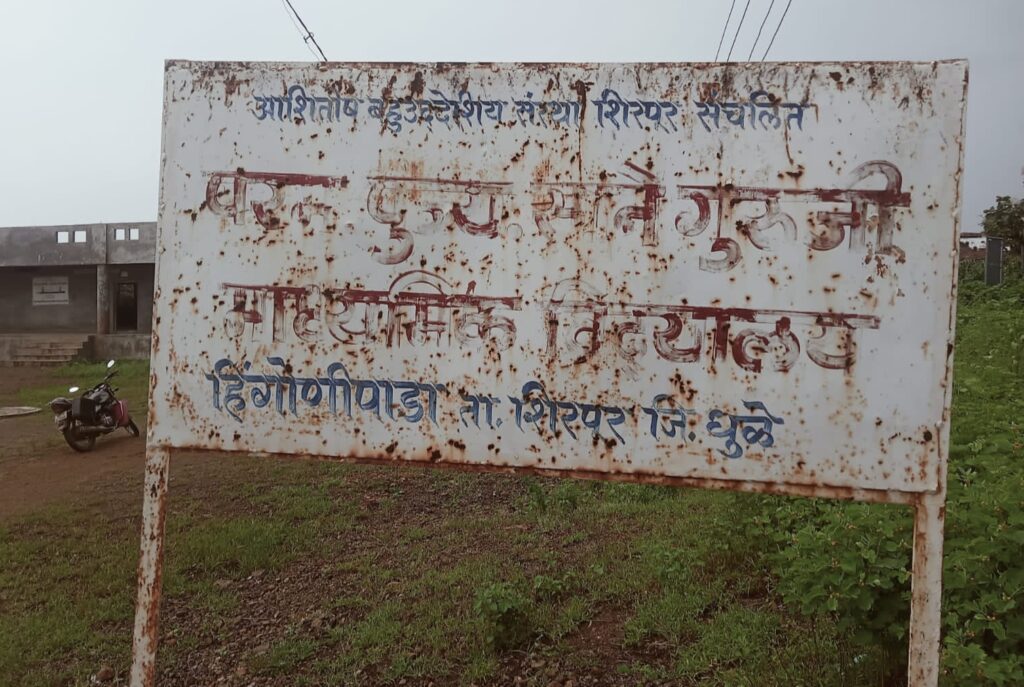 आशितोष बहुउद्देशिय संस्था शिरपूर संचलित
परम पुज्य साने गुरुजी
माध्यमिक विद्यालय
हिंगोणीपाडा ता. शिरपूर जि. धुळे